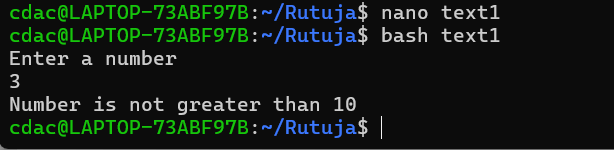 cdac@LAPTOP-73ABF97B:~/Rutuja$ nano text1
cdac@LAPTOP-73ABF97B:~/Rutuja$ bash text1
Enter a number
3
Number is not greater than 10
cdac@LAPTOP-73ABF97B:~/Rutuja$